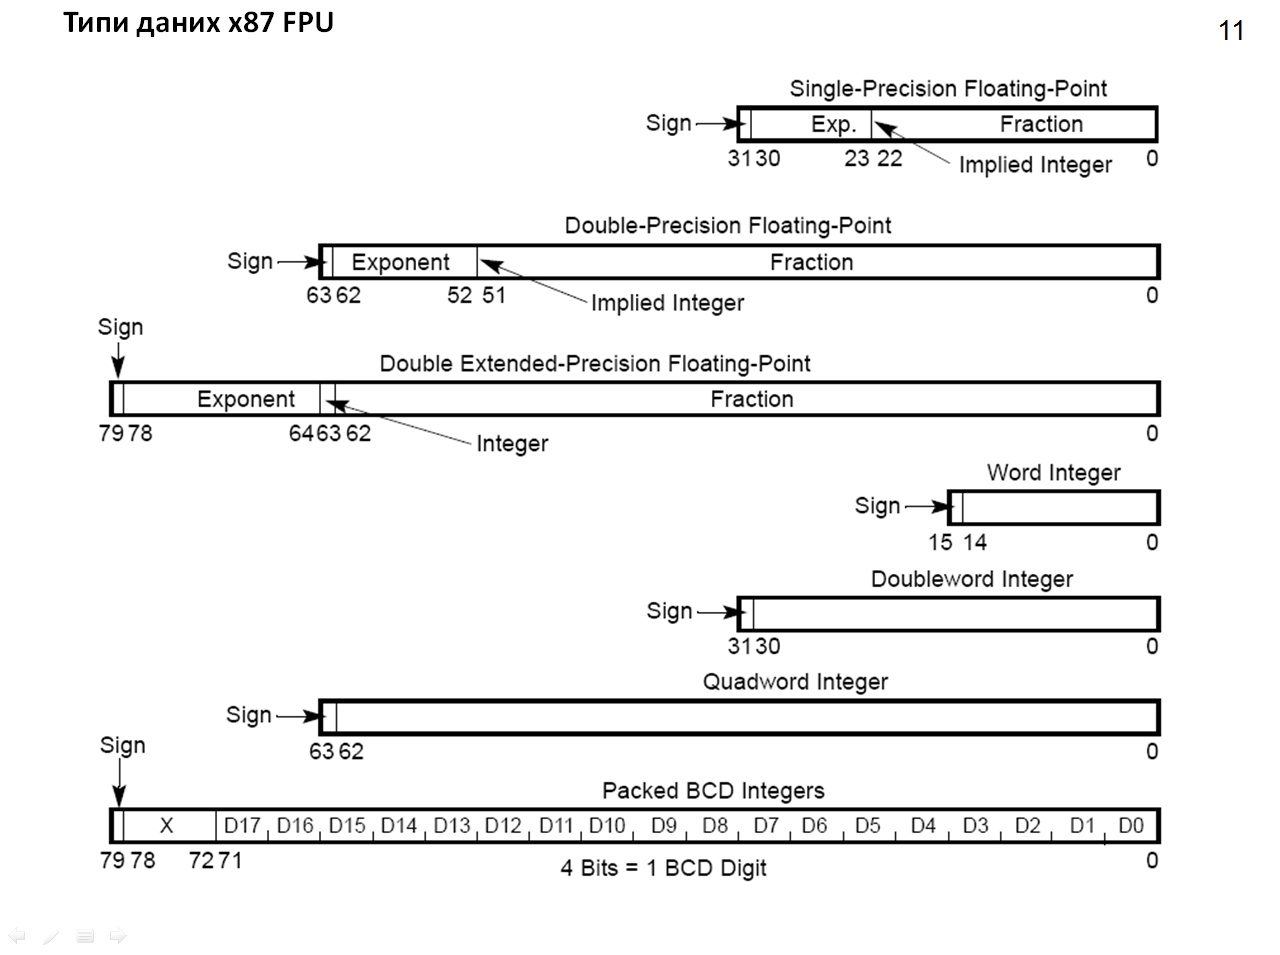 Типи даних x87 FPU
11
Single-Precision Floating-Point
Sign
Exp.
Fraction
31 30
23 22
Implied Integer
0
Double-Precision Floating-Point
Sign
Exponent
Fraction
63 62
52 51
Implied Integer
0
Sign
Double Extended-Precision Floating-Point
Exponent
Fraction
79 78
64 63 62
Integer
0
Word Integer
Sign
15 14
0
Doubleword Integer
Sign
31 30
0
Quadword Integer
Sign
63 62
0
Sign
Packed BCD Integers
X D17 D16 D15 D14 D13 D12 D11 D10 D9 D8 D7 D6 D5 D4 D3 D2 D1 D0
79 78
72 71
4 Bits = 1 BCD Digit
0